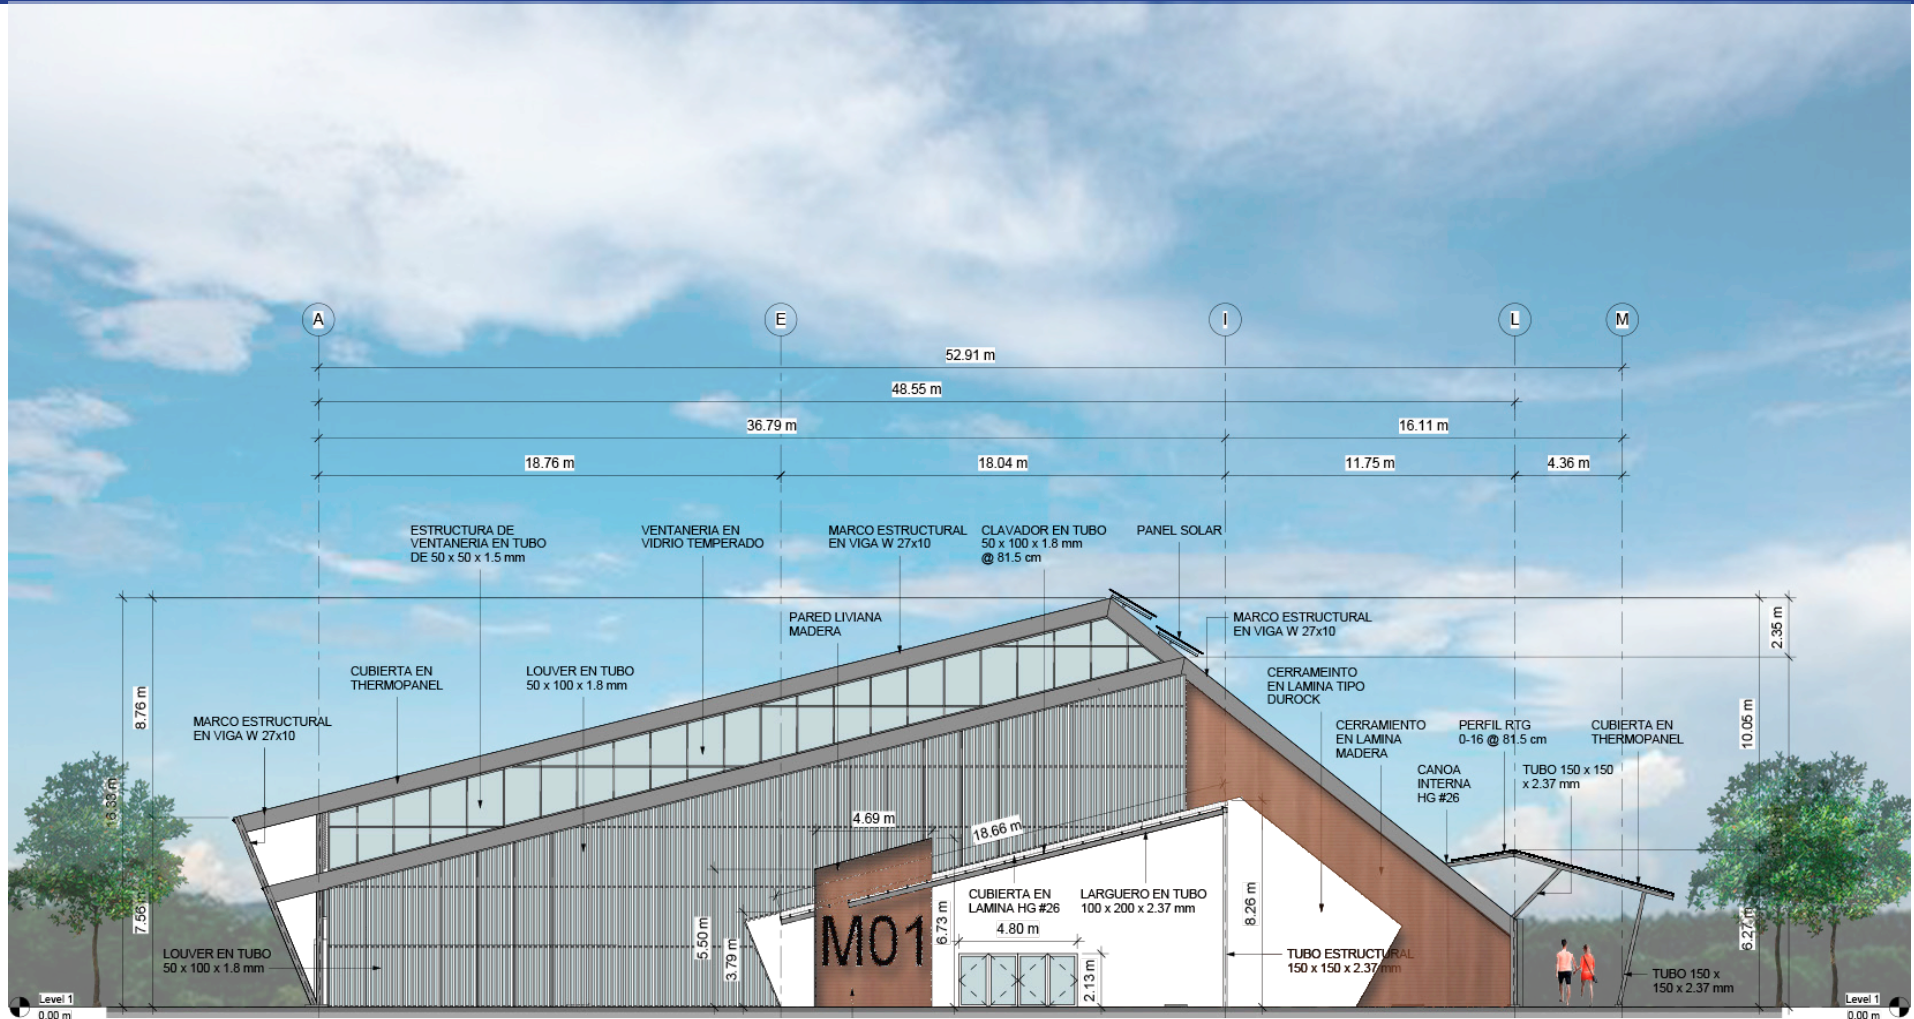 A
E
I
L
M
52.91 m
48.55 m
36.79 m
16.11 m
18.76 m
18.04 m
11.75 m
4.36 m
ESTRUCTURA DE
VENTANERIA EN TUBO
DE 50 x 50 x 1.5 mm
VENTANERIA EN
VIDRIO TEMPERADO
MARCO ESTRUCTURAL
EN VIGA W 27x10
CLAVADOR EN TUBO
50 x 100 x 1.8 mm
@ 81.5 cm
PANEL SOLAR
PARED LIVIANA
MADERA
MARCO ESTRUCTURAL
EN VIGA W 27x10
2.35 m
CUBIERTA EN
THERMOPANEL
LOUVER EN TUBO
50 x 100 x 1.8 mm
CERRAMEINTO
EN LAMINA TIPO
DUROCK
8.76 m
MARCO ESTRUCTURAL
EN VIGA W 27x10
CERRAMIENTO
EN LAMINA
MADERA
PERFIL RTG
0-16 @ 81.5 cm
CUBIERTA EN
THERMOPANEL
10.05 m
CANOA
INTERNA
HG #26
TUBO 150 x 150
x 2.37 mm
16.33 m
4.69 m
18.66 m
7.56 m
CUBIERTA EN
LAMINA HG #26
LARGUERO EN TUBO
100 x 200 x 2.37 mm
8.26 m
6.73 m
4.80 m
6.27 m
5.50 m
3.79 m
M01
2.13 m
LOUVER EN TUBO
50 x 100 x 1.8 mm
TUBO ESTRUCTURAL
150 x 150 x 2.37 mm
TUBO 150 x
150 x 2.37 mm
Level 1
0.00 m
Level 1
0.00 m